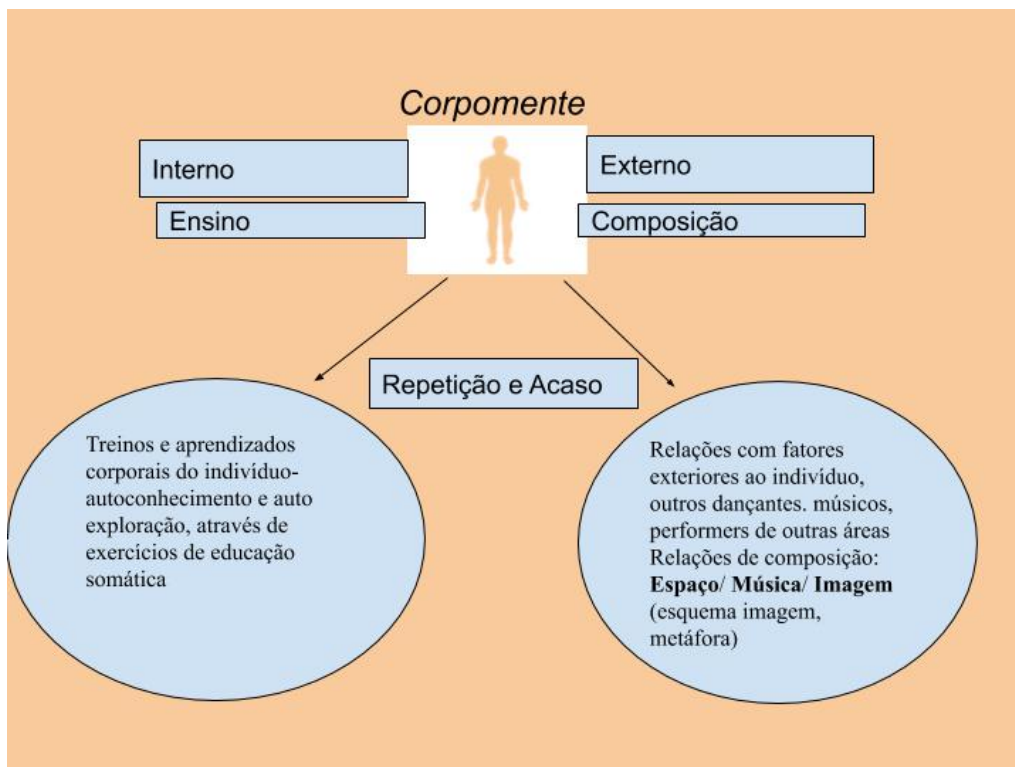 Corpomente
Interno
Externo
Ensino
Composição
Repetição e Acaso
Treinos e aprendizados
corporais do indivíduo-
autoconhecimento e auto
exploração, através de
exercícios de educação
somática
Relações com fatores
exteriores ao indivíduo,
outros dançantes. músicos,
performers de outras áreas
Relações de composição:
Espaço/ Música/ Imagem
(esquema imagem,
metáfora)